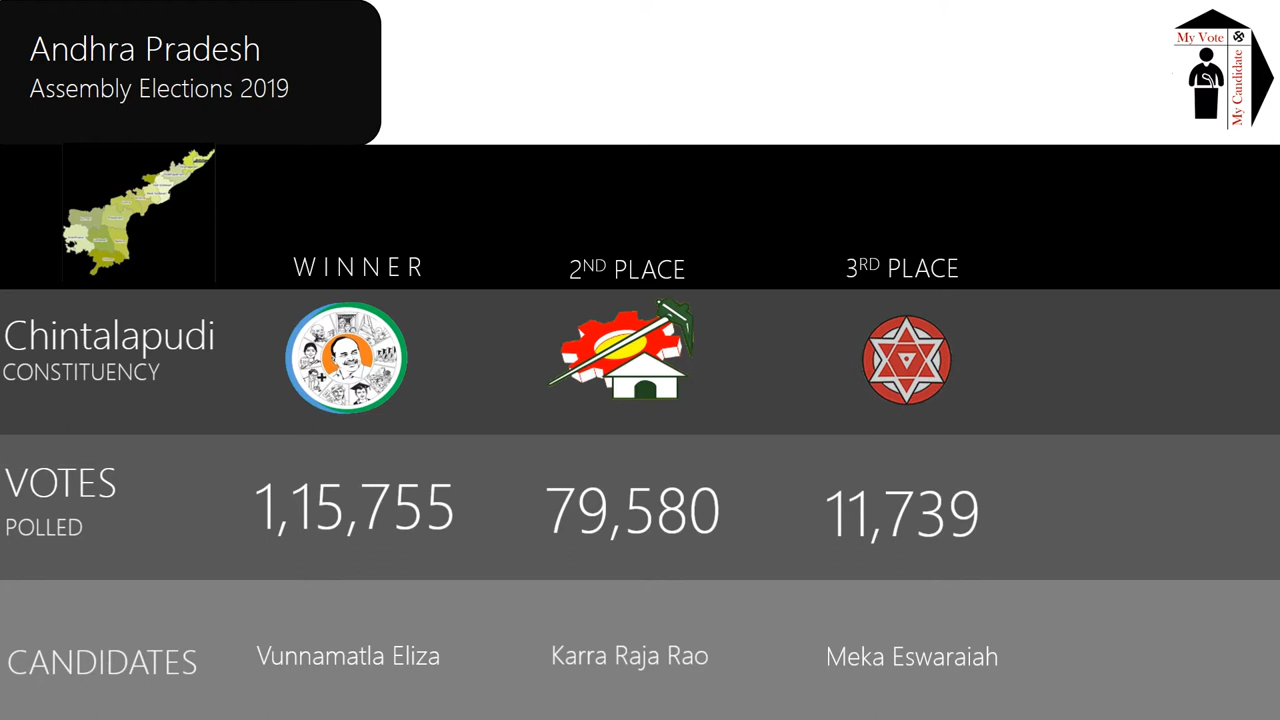 Andhra Pradesh
Assembly Elections 2019
My Vote
My Candidate
WINNER
2ND PLACE
3RD PLACE
Chintalapudi
CONSTITUENCY
VOTES
POLLED
1,15,755
79,580
11,739
CANDIDATES
Vunnamatla Eliza
Karra Raja Rao
Meka Eswaraiah